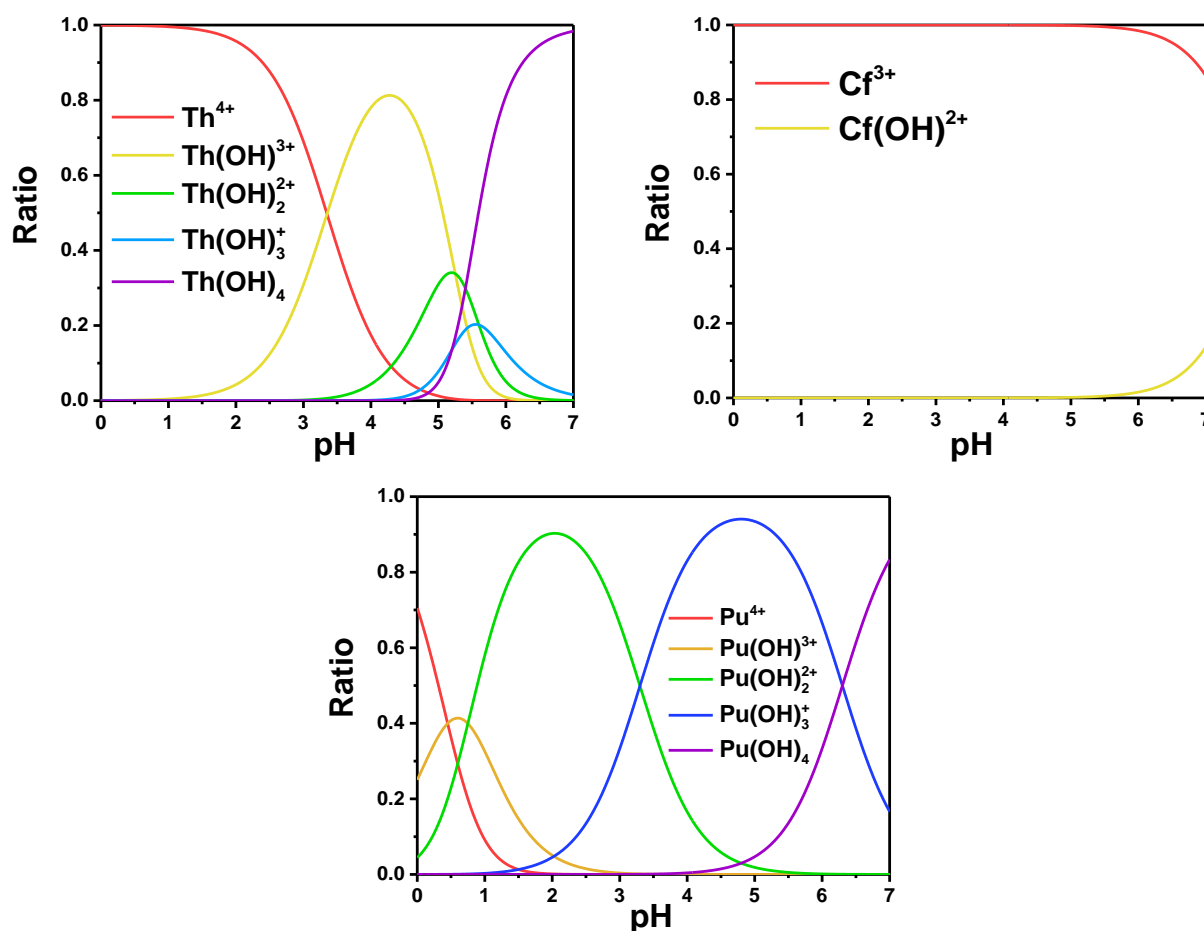 1.0
0.8
0.6
0.4
0.2
0.0
Ratio
Th⁴⁺
Th(OH)³⁺
Th(OH)₂²⁺
Th(OH)₃⁺
Th(OH)₄
0 1 2 3 4 5 6 7
pH
1.0
0.8
0.6
0.4
0.2
0.0
Ratio
Cf³⁺
Cf(OH)²⁺
0 1 2 3 4 5 6 7
pH
1.0
0.8
0.6
0.4
0.2
0.0
Ratio
Pu⁴⁺
Pu(OH)³⁺
Pu(OH)₂²⁺
Pu(OH)₃⁺
Pu(OH)₄
0 1 2 3 4 5 6 7
pH